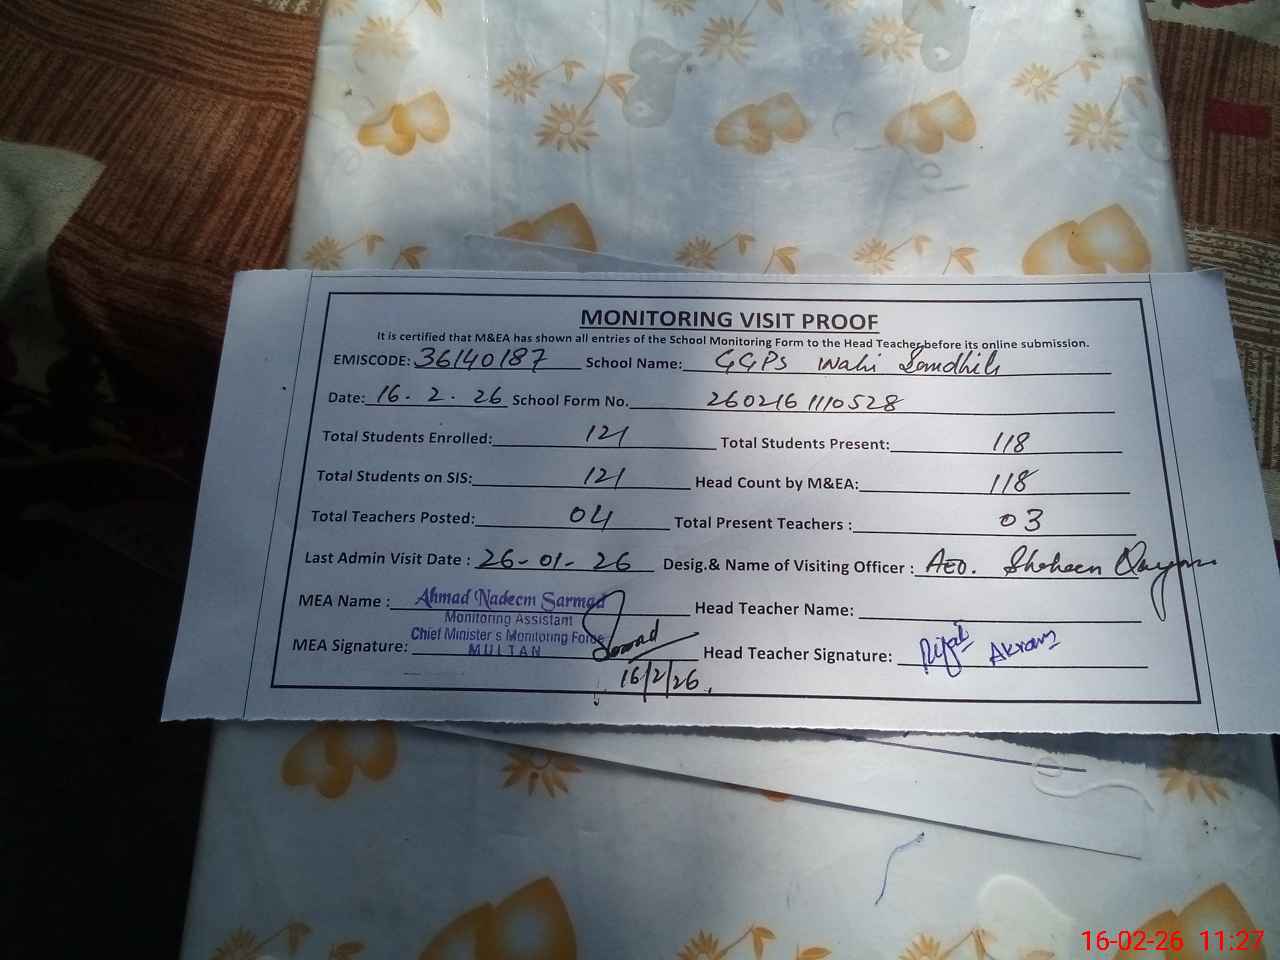 MONITORING VISIT PROOF
It is certified that M&EA has shown all entries of the School Monitoring Form to the Head Teacher before its online submission.
EMISCODE: 36140187 School Name: GGPS Wahi Samdhih
Date: 16. 2. 26 School Form No. 260216 1110528
Total Students Enrolled: 121 Total Students Present: 118
Total Students on SIS: 121 Head Count by M&EA: 118
Total Teachers Posted: 04 Total Present Teachers : 03
Last Admin Visit Date : 26-01-26 Desig.& Name of Visiting Officer : AEO. Shaheen Qayum
MEA Name : Ahmad Nadeem Sarmad Head Teacher Name:
Monitoring Assistant
Chief Minister's Monitoring Force
MULTAN
MEA Signature: Sarmad Head Teacher Signature: Rijak Akram
16/2/26
16-02-26 11:27